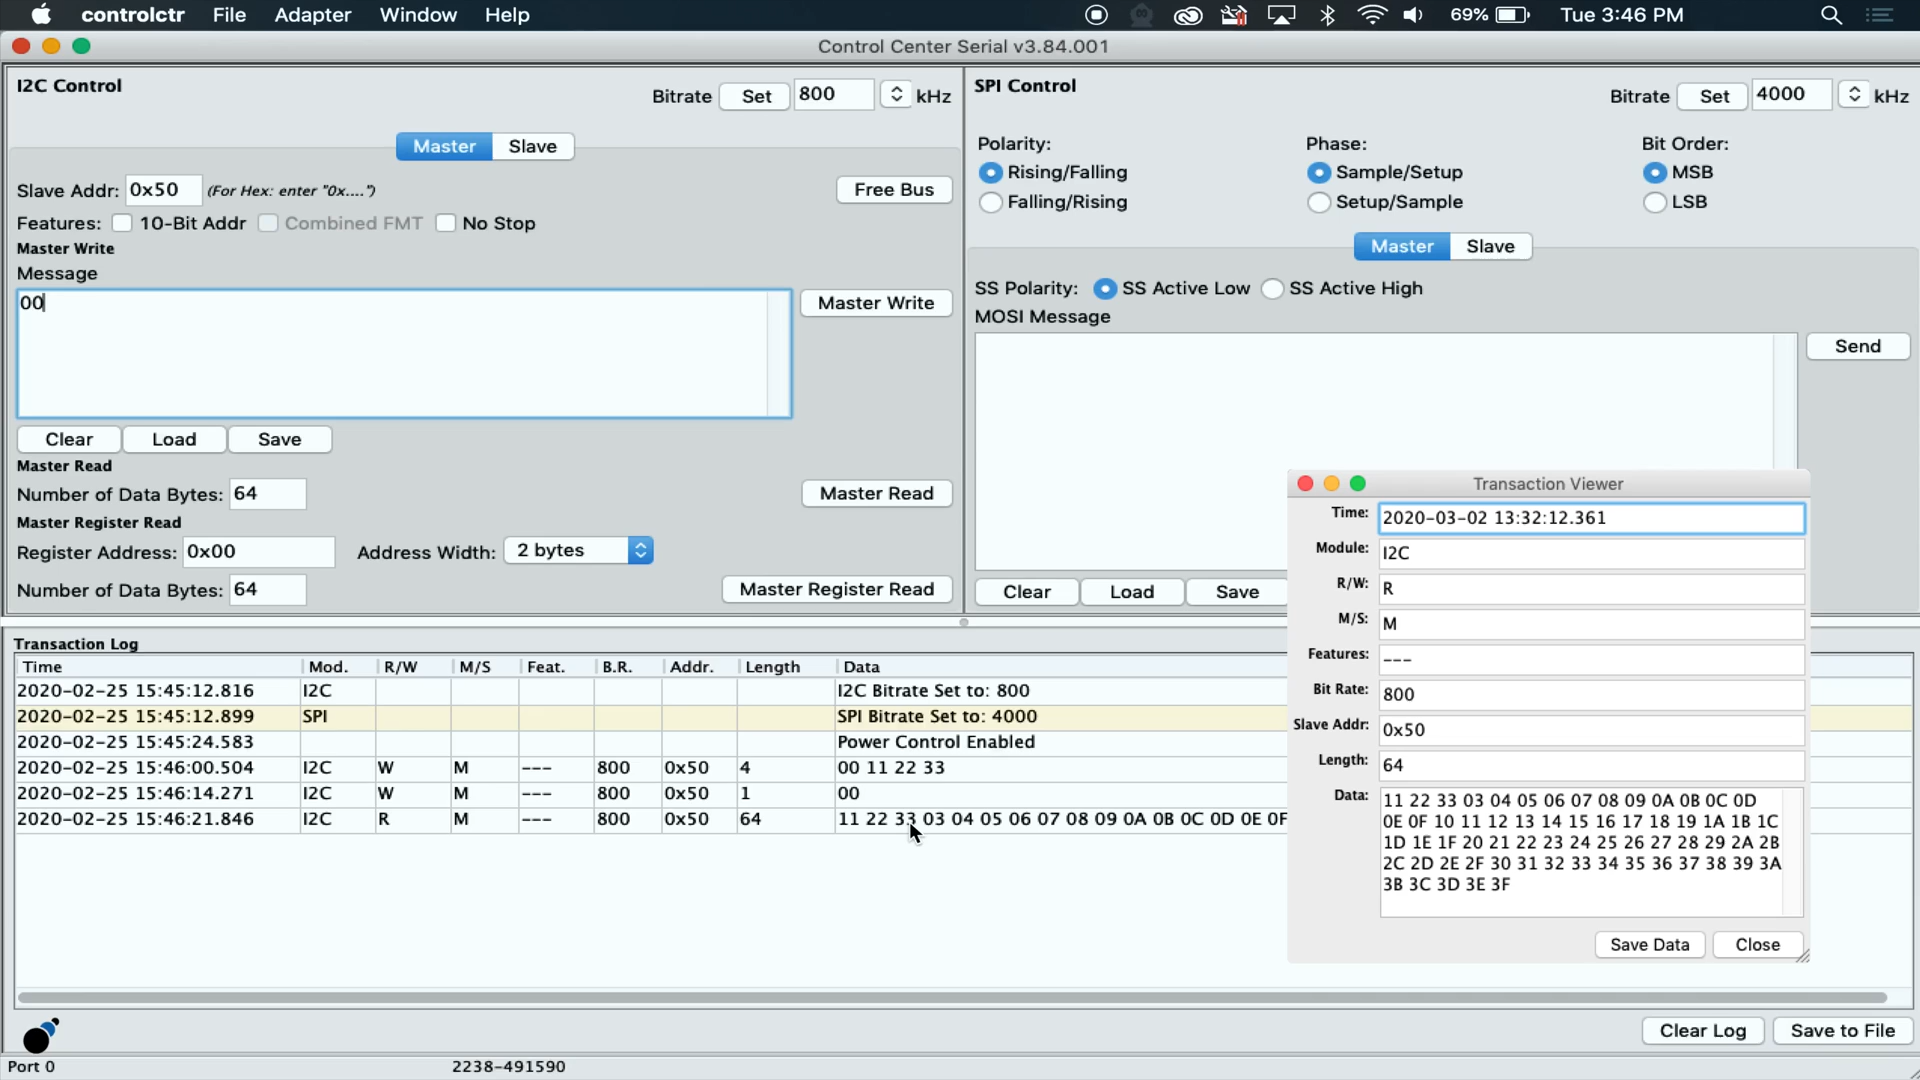 controlctr File Adapter Window Help 69% Tue 3:46 PM
Control Center Serial v3.84.001
I2C Control
Bitrate Set 800 kHz
Master Slave
Slave Addr: 0x50 (For Hex: enter "0x....") Free Bus
Features: 10-Bit Addr Combined FMT No Stop
Master Write
Message
00 Master Write
Clear Load Save
Master Read
Number of Data Bytes: 64 Master Read
Master Register Read
Register Address: 0x00 Address Width: 2 bytes
Number of Data Bytes: 64 Master Register Read
SPI Control
Bitrate Set 4000 kHz
Polarity: Phase: Bit Order:
Rising/Falling Sample/Setup MSB
Falling/Rising Setup/Sample LSB
Master Slave
SS Polarity: SS Active Low SS Active High
MOSI Message
Send
Clear Load Save
Transaction Log
Time Mod. R/W M/S Feat. B.R. Addr. Length Data
2020-02-25 15:45:12.816 I2C I2C Bitrate Set to: 800
2020-02-25 15:45:12.899 SPI SPI Bitrate Set to: 4000
2020-02-25 15:45:24.583 Power Control Enabled
2020-02-25 15:46:00.504 I2C W M --- 800 0x50 4 00 11 22 33
2020-02-25 15:46:14.271 I2C W M --- 800 0x50 1 00
2020-02-25 15:46:21.846 I2C R M --- 800 0x50 64 11 22 33 03 04 05 06 07 08 09 0A 0B 0C 0D 0E 0F
Transaction Viewer
Time: 2020-03-02 13:32:12.361
Module: I2C
R/W: R
M/S: M
Features: ---
Bit Rate: 800
Slave Addr: 0x50
Length: 64
Data: 11 22 33 03 04 05 06 07 08 09 0A 0B 0C 0D
0E 0F 10 11 12 13 14 15 16 17 18 19 1A 1B 1C
1D 1E 1F 20 21 22 23 24 25 26 27 28 29 2A 2B
2C 2D 2E 2F 30 31 32 33 34 35 36 37 38 39 3A
3B 3C 3D 3E 3F
Save Data Close
Clear Log Save to File
Port 0 2238-491590